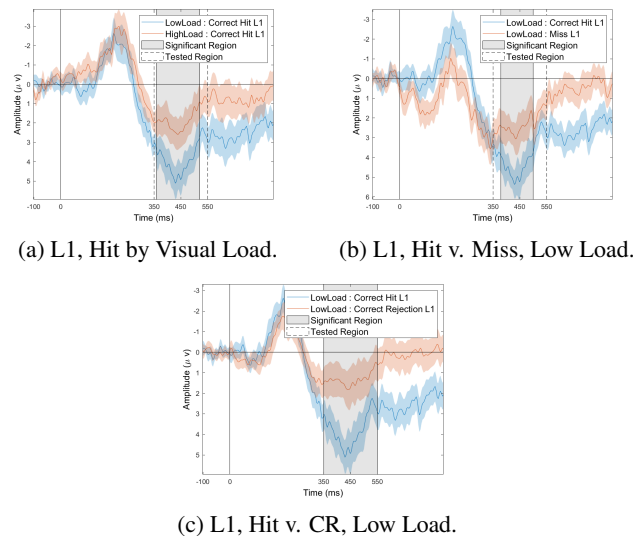 LowLoad : Correct Hit L1
HighLoad : Correct Hit L1
Significant Region
Tested Region
-3
-2
-1
0
1
2
3
4
5
6
Amplitude (μ v)
-100 0 350 450 550
Time (ms)
(a) L1, Hit by Visual Load.
LowLoad : Correct Hit L1
LowLoad : Miss L1
Significant Region
Tested Region
-3
-2
-1
0
1
2
3
4
5
6
Amplitude (μ v)
-100 0 350 450 550
Time (ms)
(b) L1, Hit v. Miss, Low Load.
LowLoad : Correct Hit L1
LowLoad : Correct Rejection L1
Significant Region
Tested Region
-3
-2
-1
0
1
2
3
4
5
Amplitude (μ v)
-100 0 350 450 550
Time (ms)
(c) L1, Hit v. CR, Low Load.